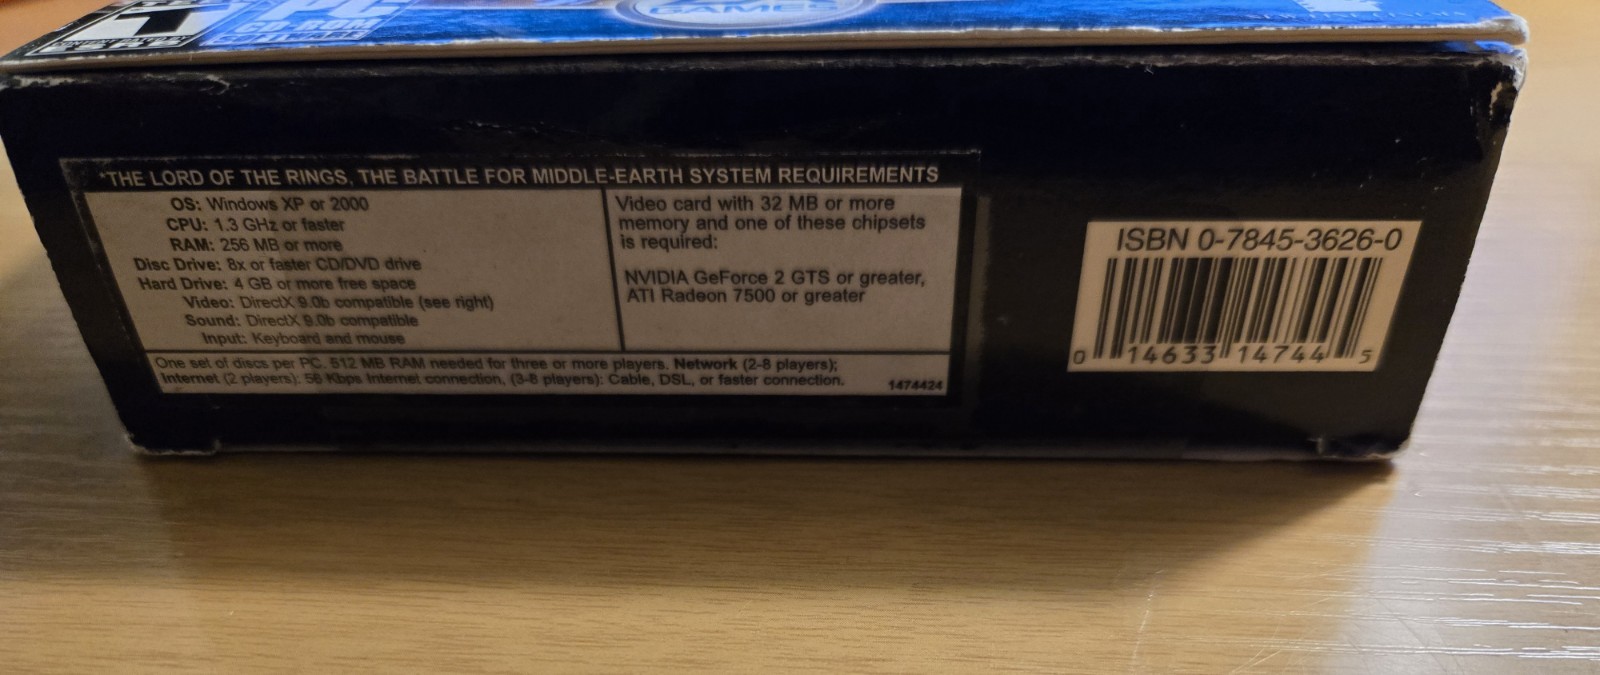 PC
CD-ROM
SOFTWARE
GAMES
*THE LORD OF THE RINGS, THE BATTLE FOR MIDDLE-EARTH SYSTEM REQUIREMENTS
OS: Windows XP or 2000
CPU: 1.3 GHz or faster
RAM: 256 MB or more
Disc Drive: 8x or faster CD/DVD drive
Hard Drive: 4 GB or more free space
Video: DirectX 9.0b compatible (see right)
Sound: DirectX 9.0b compatible
Input: Keyboard and mouse
Video card with 32 MB or more
memory and one of these chipsets
is required:
NVIDIA GeForce 2 GTS or greater,
ATI Radeon 7500 or greater
One set of discs per PC. 512 MB RAM needed for three or more players. Network (2-8 players);
Internet (2 players): 56 Kbps Internet connection, (3-8 players): Cable, DSL, or faster connection.
1474424
ISBN 0-7845-3626-0
0 14633 14744 5